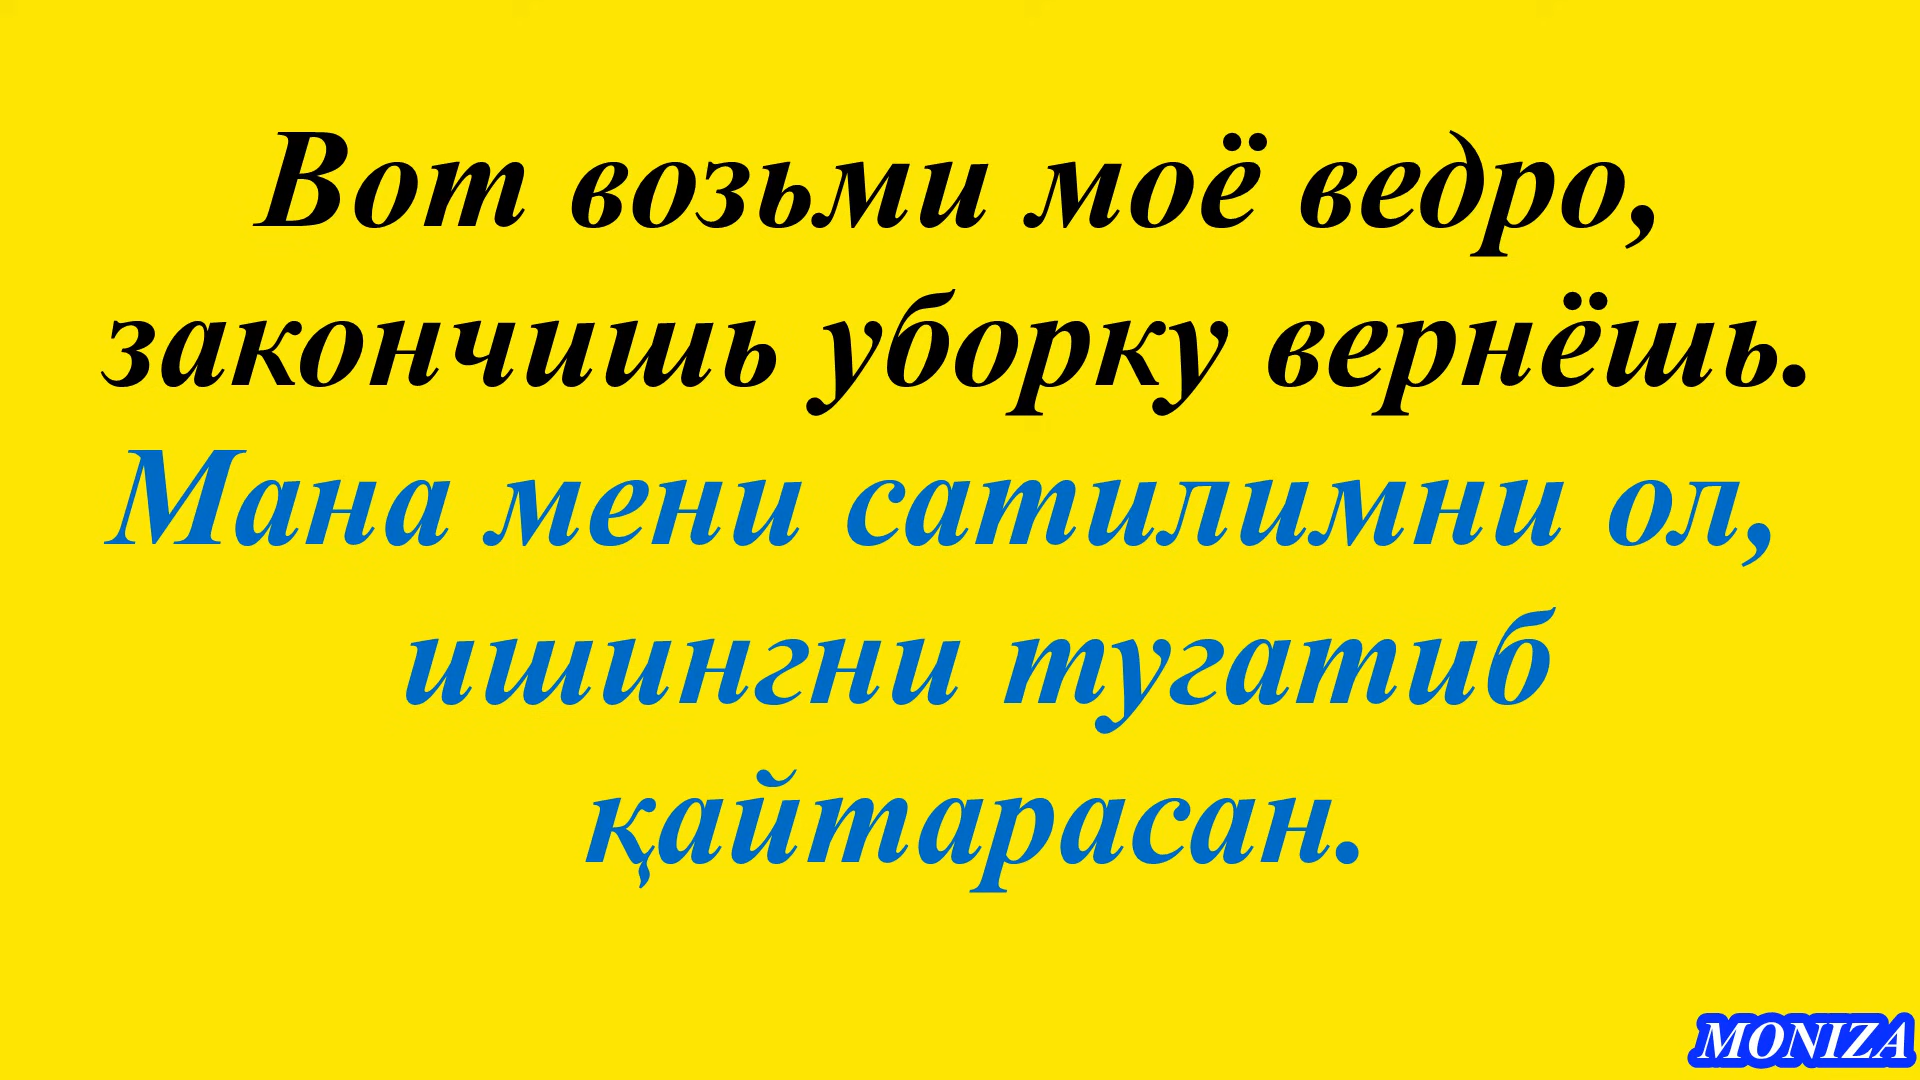 Вот возьми моё ведро,
закончишь уборку вернёшь.
Мана мени сатилимни ол,
ишингни тугатиб
қайтарасан.
MONIZA